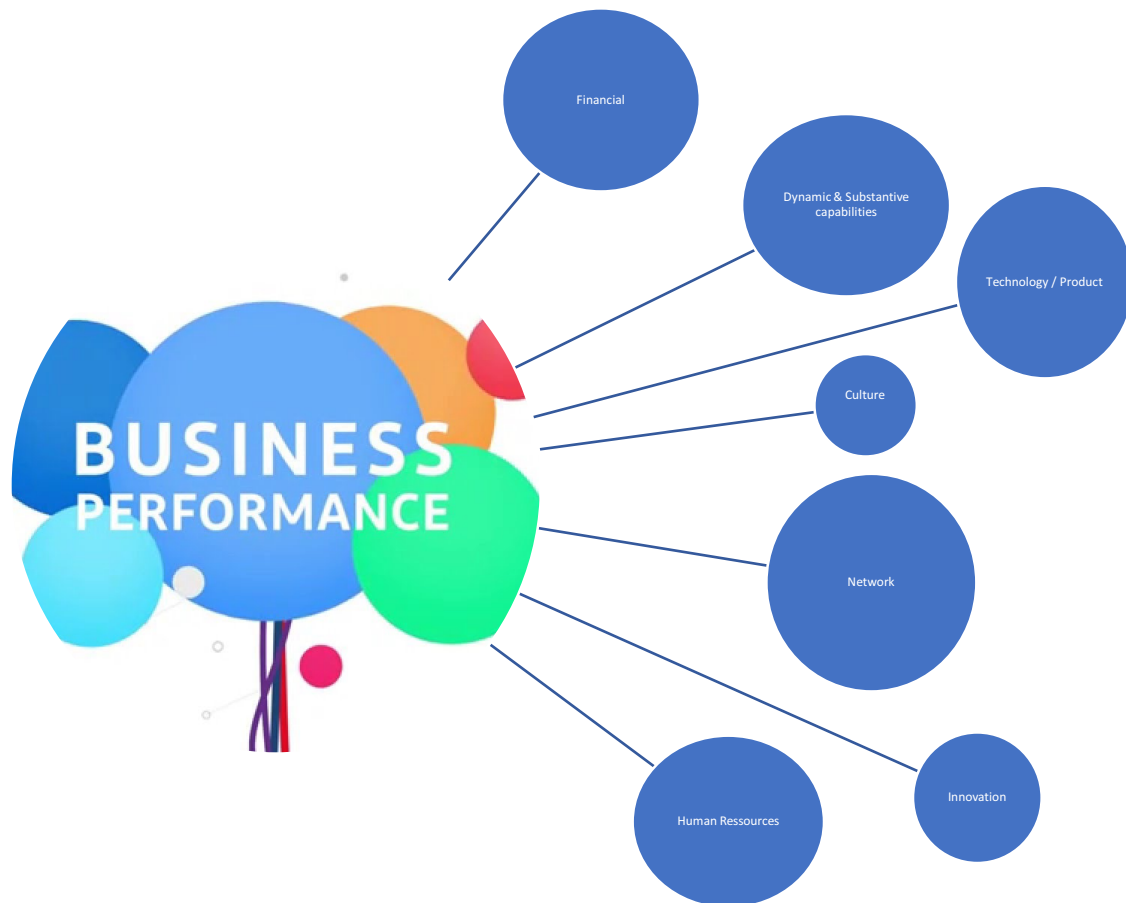 Financial
Dynamic & Substantive
capabilities
Technology / Product
Culture
BUSINESS
PERFORMANCE
Network
Innovation
Human Ressources